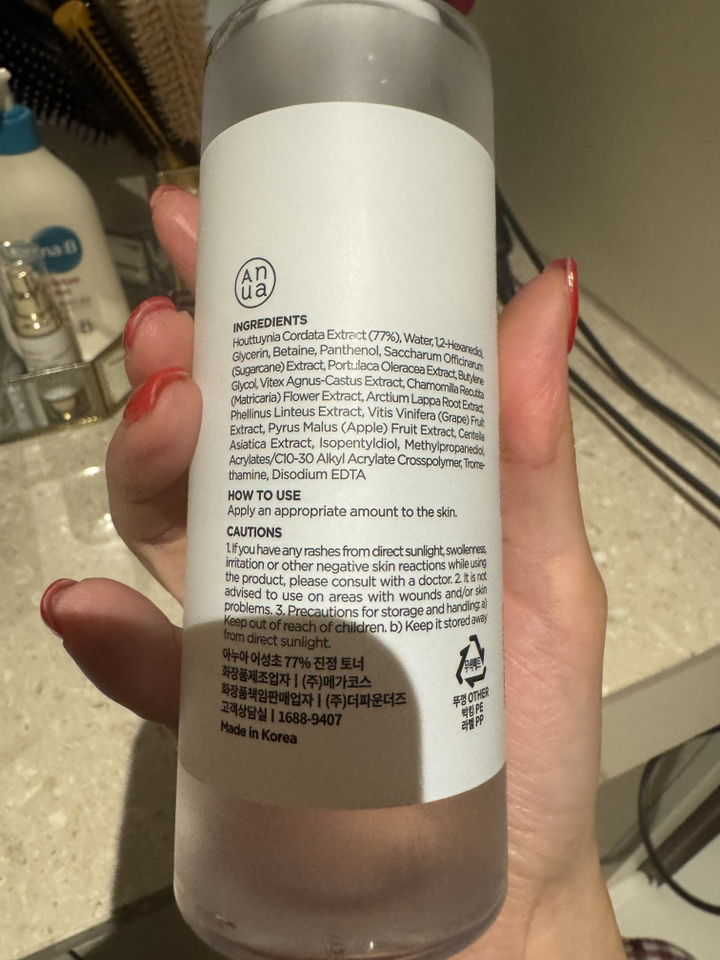 An
ua
INGREDIENTS
Houttuynia Cordata Extract (77%), Water, 1,2-Hexanediol,
Glycerin, Betaine, Panthenol, Saccharum Officinarum
(Sugarcane) Extract, Portulaca Oleracea Extract, Butylene
Glycol, Vitex Agnus-Castus Extract, Chamomilla Recutita
(Matricaria) Flower Extract, Arctium Lappa Root Extract,
Phellinus Linteus Extract, Vitis Vinifera (Grape) Fruit
Extract, Pyrus Malus (Apple) Fruit Extract, Centella
Asiatica Extract, Isopentyldiol, Methylpropanediol,
Acrylates/C10-30 Alkyl Acrylate Crosspolymer, Trome-
thamine, Disodium EDTA
HOW TO USE
Apply an appropriate amount to the skin.
CAUTIONS
1. If you have any rashes from direct sunlight, swollenness,
irritation or other negative skin reactions while using
the product, please consult with a doctor. 2. It is not
advised to use on areas with wounds and/or skin
problems. 3. Precautions for storage and handling: a)
Keep out of reach of children. b) Keep it stored away
from direct sunlight.
아누아 어성초 77% 진정 토너
화장품제조업자 | (주)메가코스
화장품책임판매업자 | (주)더파운더즈
고객상담실 | 1688-9407
Made in Korea
무색페트
뚜껑 OTHER
박킹 PE
라벨 PP